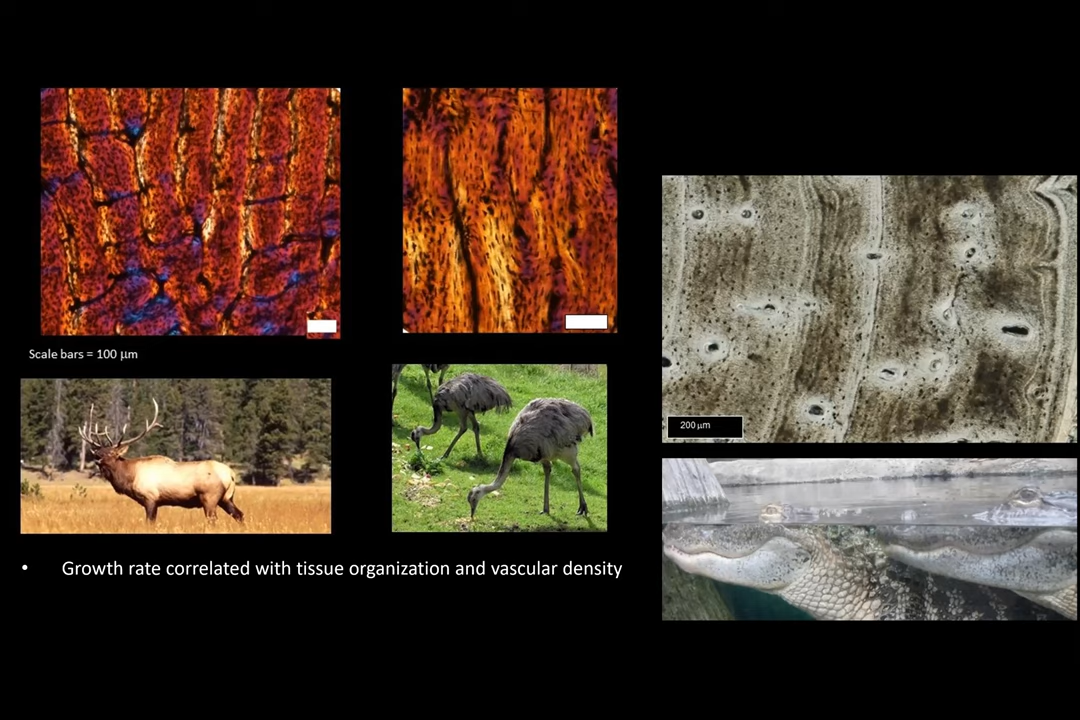 Scale bars = 100 µm
200 µm
• Growth rate correlated with tissue organization and vascular density